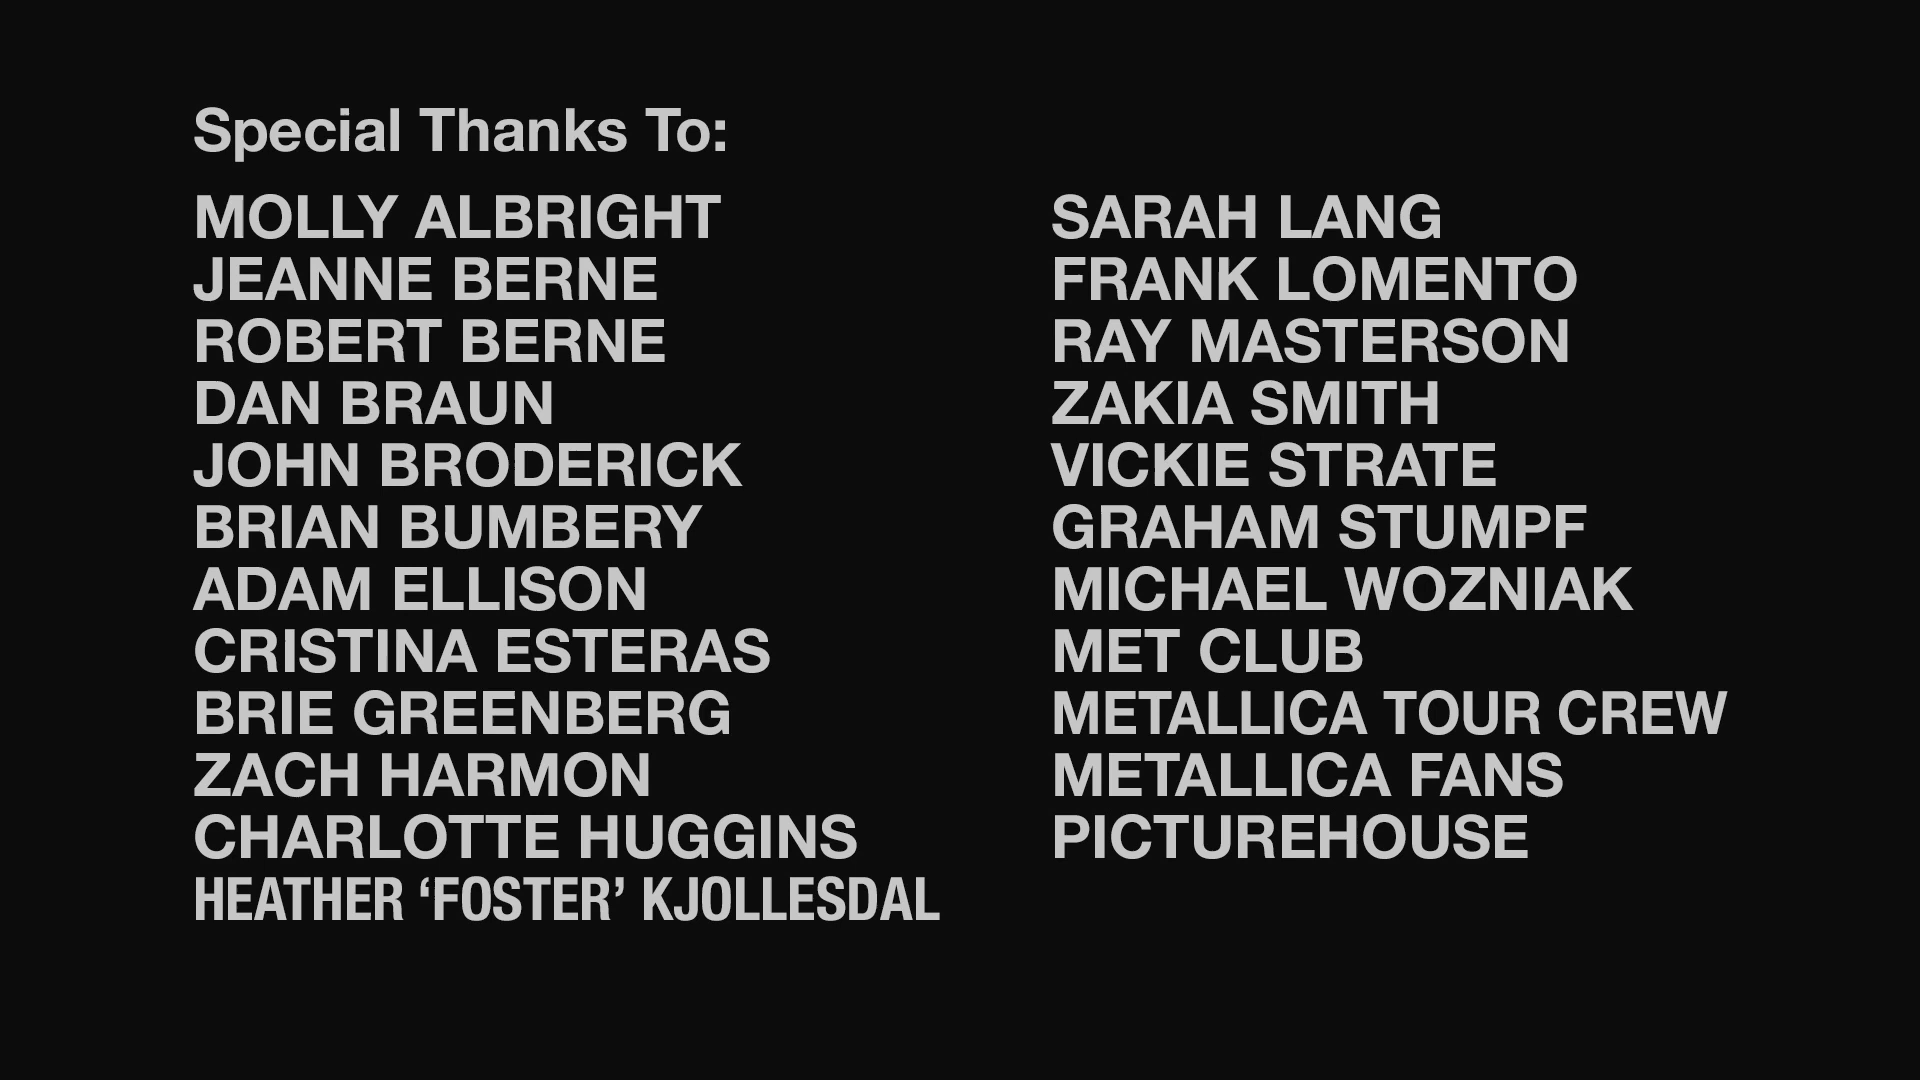 Special Thanks To:
MOLLY ALBRIGHT
JEANNE BERNE
ROBERT BERNE
DAN BRAUN
JOHN BRODERICK
BRIAN BUMBERY
ADAM ELLISON
CRISTINA ESTERAS
BRIE GREENBERG
ZACH HARMON
CHARLOTTE HUGGINS
HEATHER ‘FOSTER’ KJOLLESDAL
SARAH LANG
FRANK LOMENTO
RAY MASTERSON
ZAKIA SMITH
VICKIE STRATE
GRAHAM STUMPF
MICHAEL WOZNIAK
MET CLUB
METALLICA TOUR CREW
METALLICA FANS
PICTUREHOUSE